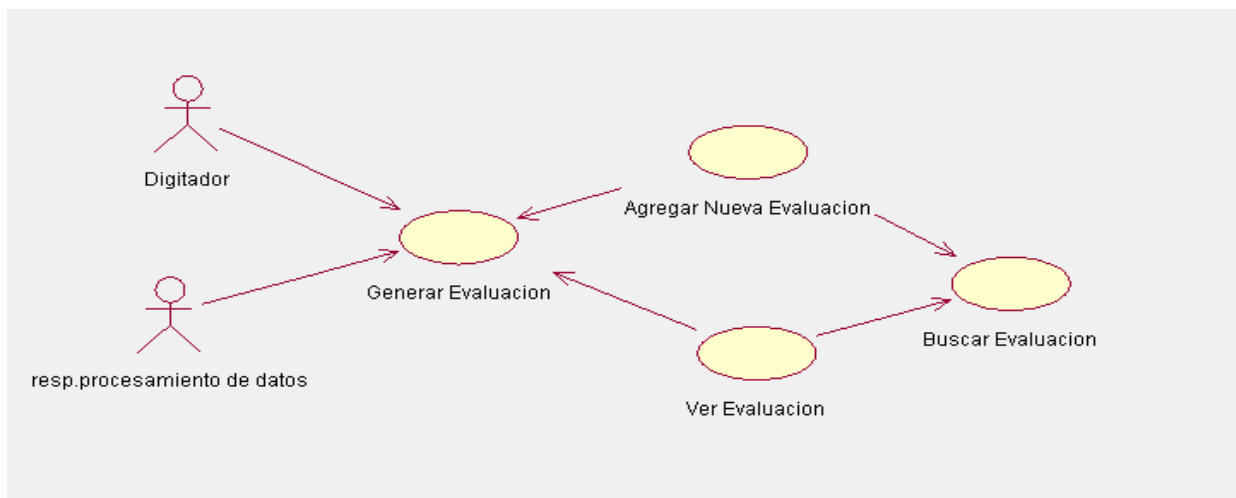 Digitador
Agregar Nueva Evaluacion
Generar Evaluacion
Buscar Evaluacion
resp.procesamiento de datos
Ver Evaluacion